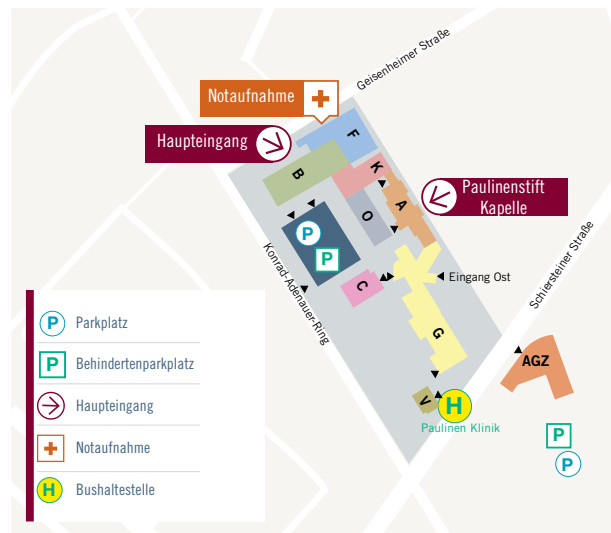 Geisenheimer Straße
Notaufnahme
F
Haupteingang
B
K
Paulinenstift
Kapelle
A
O
P
P
Konrad-Adenauer-Ring
Schiersteiner Straße
C
Eingang Ost
G
AGZ
V
H
Paulinen Klinik
P
P
P Parkplatz
P Behindertenparkplatz
Haupteingang
Notaufnahme
H Bushaltestelle